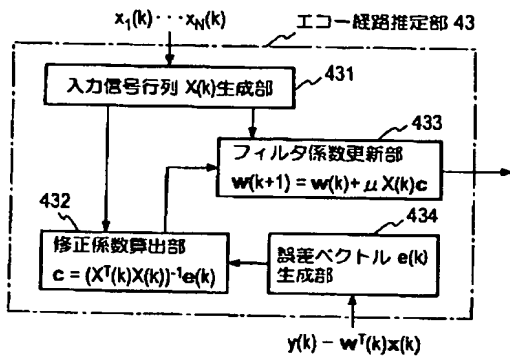 x₁(k)···x_N(k)
エコー経路推定部 43
431
入力信号行列 X(k)生成部
433
フィルタ係数更新部
w(k+1) = w(k)+ μ X(k)c
432
修正係数算出部
c = (Xᵀ(k)X(k))⁻¹e(k)
434
誤差ベクトル e(k)
生成部
y(k) − wᵀ(k)x(k)